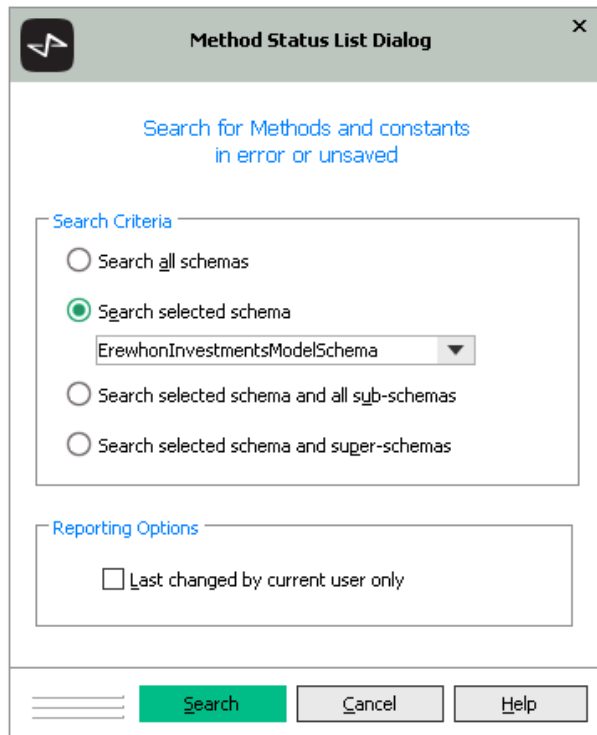 Method Status List Dialog
Search for Methods and constants
in error or unsaved
Search Criteria
Search all schemas
Search selected schema
ErewhonInvestmentsModelSchema
Search selected schema and all sub-schemas
Search selected schema and super-schemas
Reporting Options
Last changed by current user only
Search Cancel Help